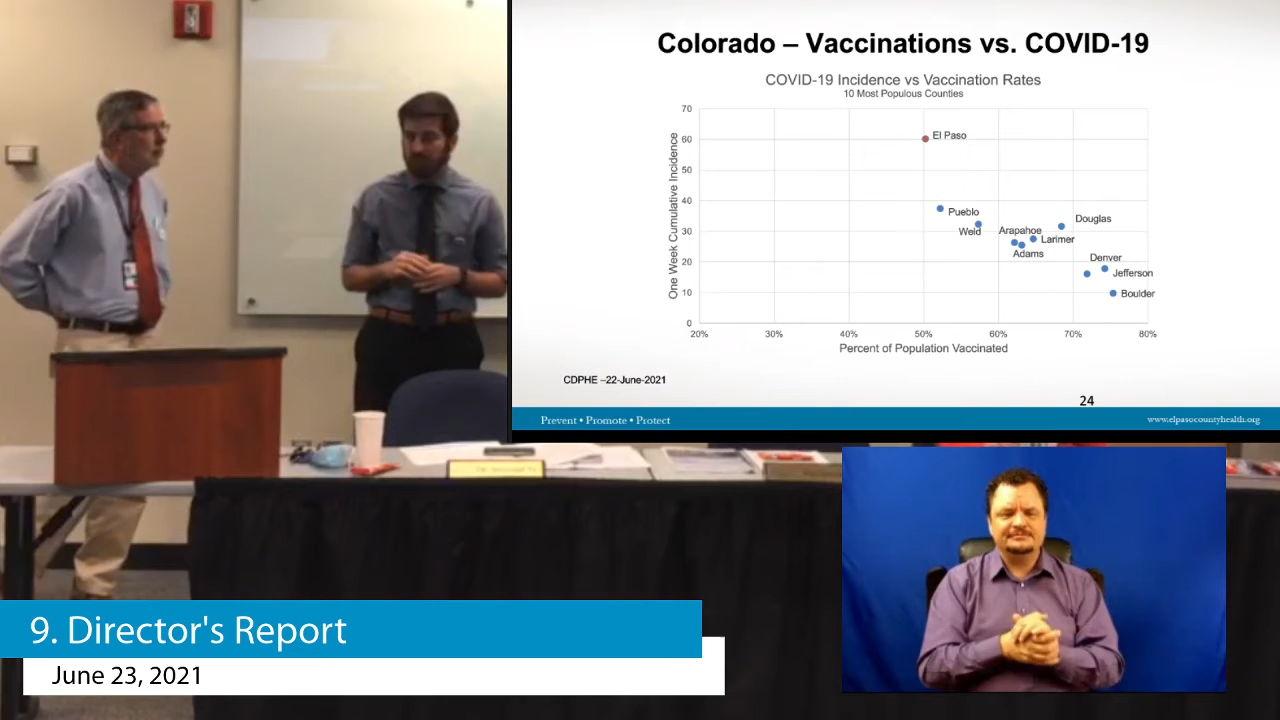 Colorado – Vaccinations vs. COVID-19
COVID-19 Incidence vs Vaccination Rates
10 Most Populous Counties
One Week Cumulative Incidence
70
60
50
40
30
20
10
0
El Paso
Pueblo
Weld
Arapahoe
Adams
Larimer
Douglas
Denver
Jefferson
Boulder
20%
30%
40%
50%
60%
70%
80%
Percent of Population Vaccinated
CDPHE –22-June-2021
24
Prevent • Promote • Protect
www.elpasocountyhealth.org
9. Director's Report
June 23, 2021